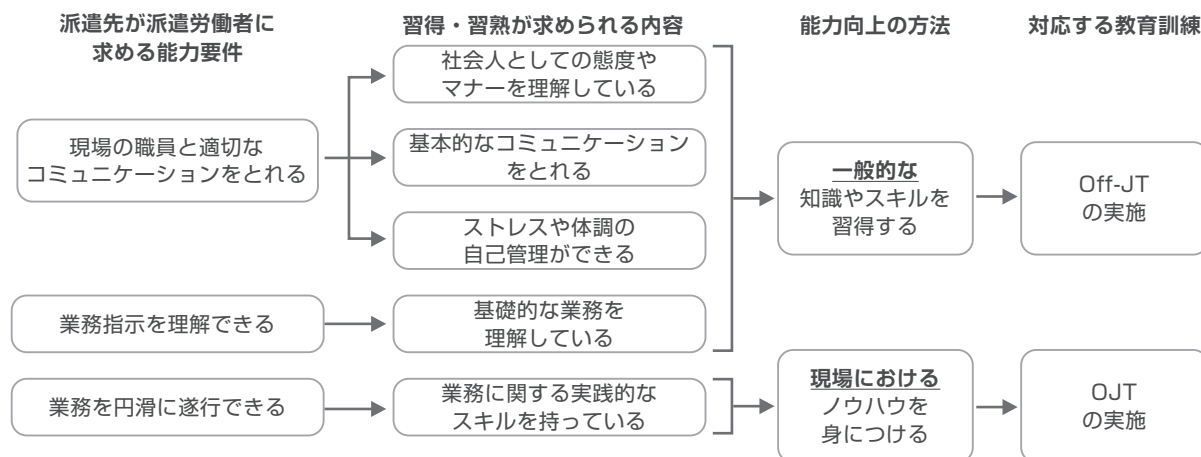 派遣先が派遣労働者に
求める能力要件
習得・習熟が求められる内容
能力向上の方法
対応する教育訓練
現場の職員と適切な
コミュニケーションをとれる
社会人としての態度や
マナーを理解している
基本的なコミュニケーション
をとれる
ストレスや体調の
自己管理ができる
一般的な
知識やスキルを
習得する
Off-JT
の実施
業務指示を理解できる
基礎的な業務を
理解している
業務を円滑に遂行できる
業務に関する実践的な
スキルを持っている
現場における
ノウハウを
身につける
OJT
の実施